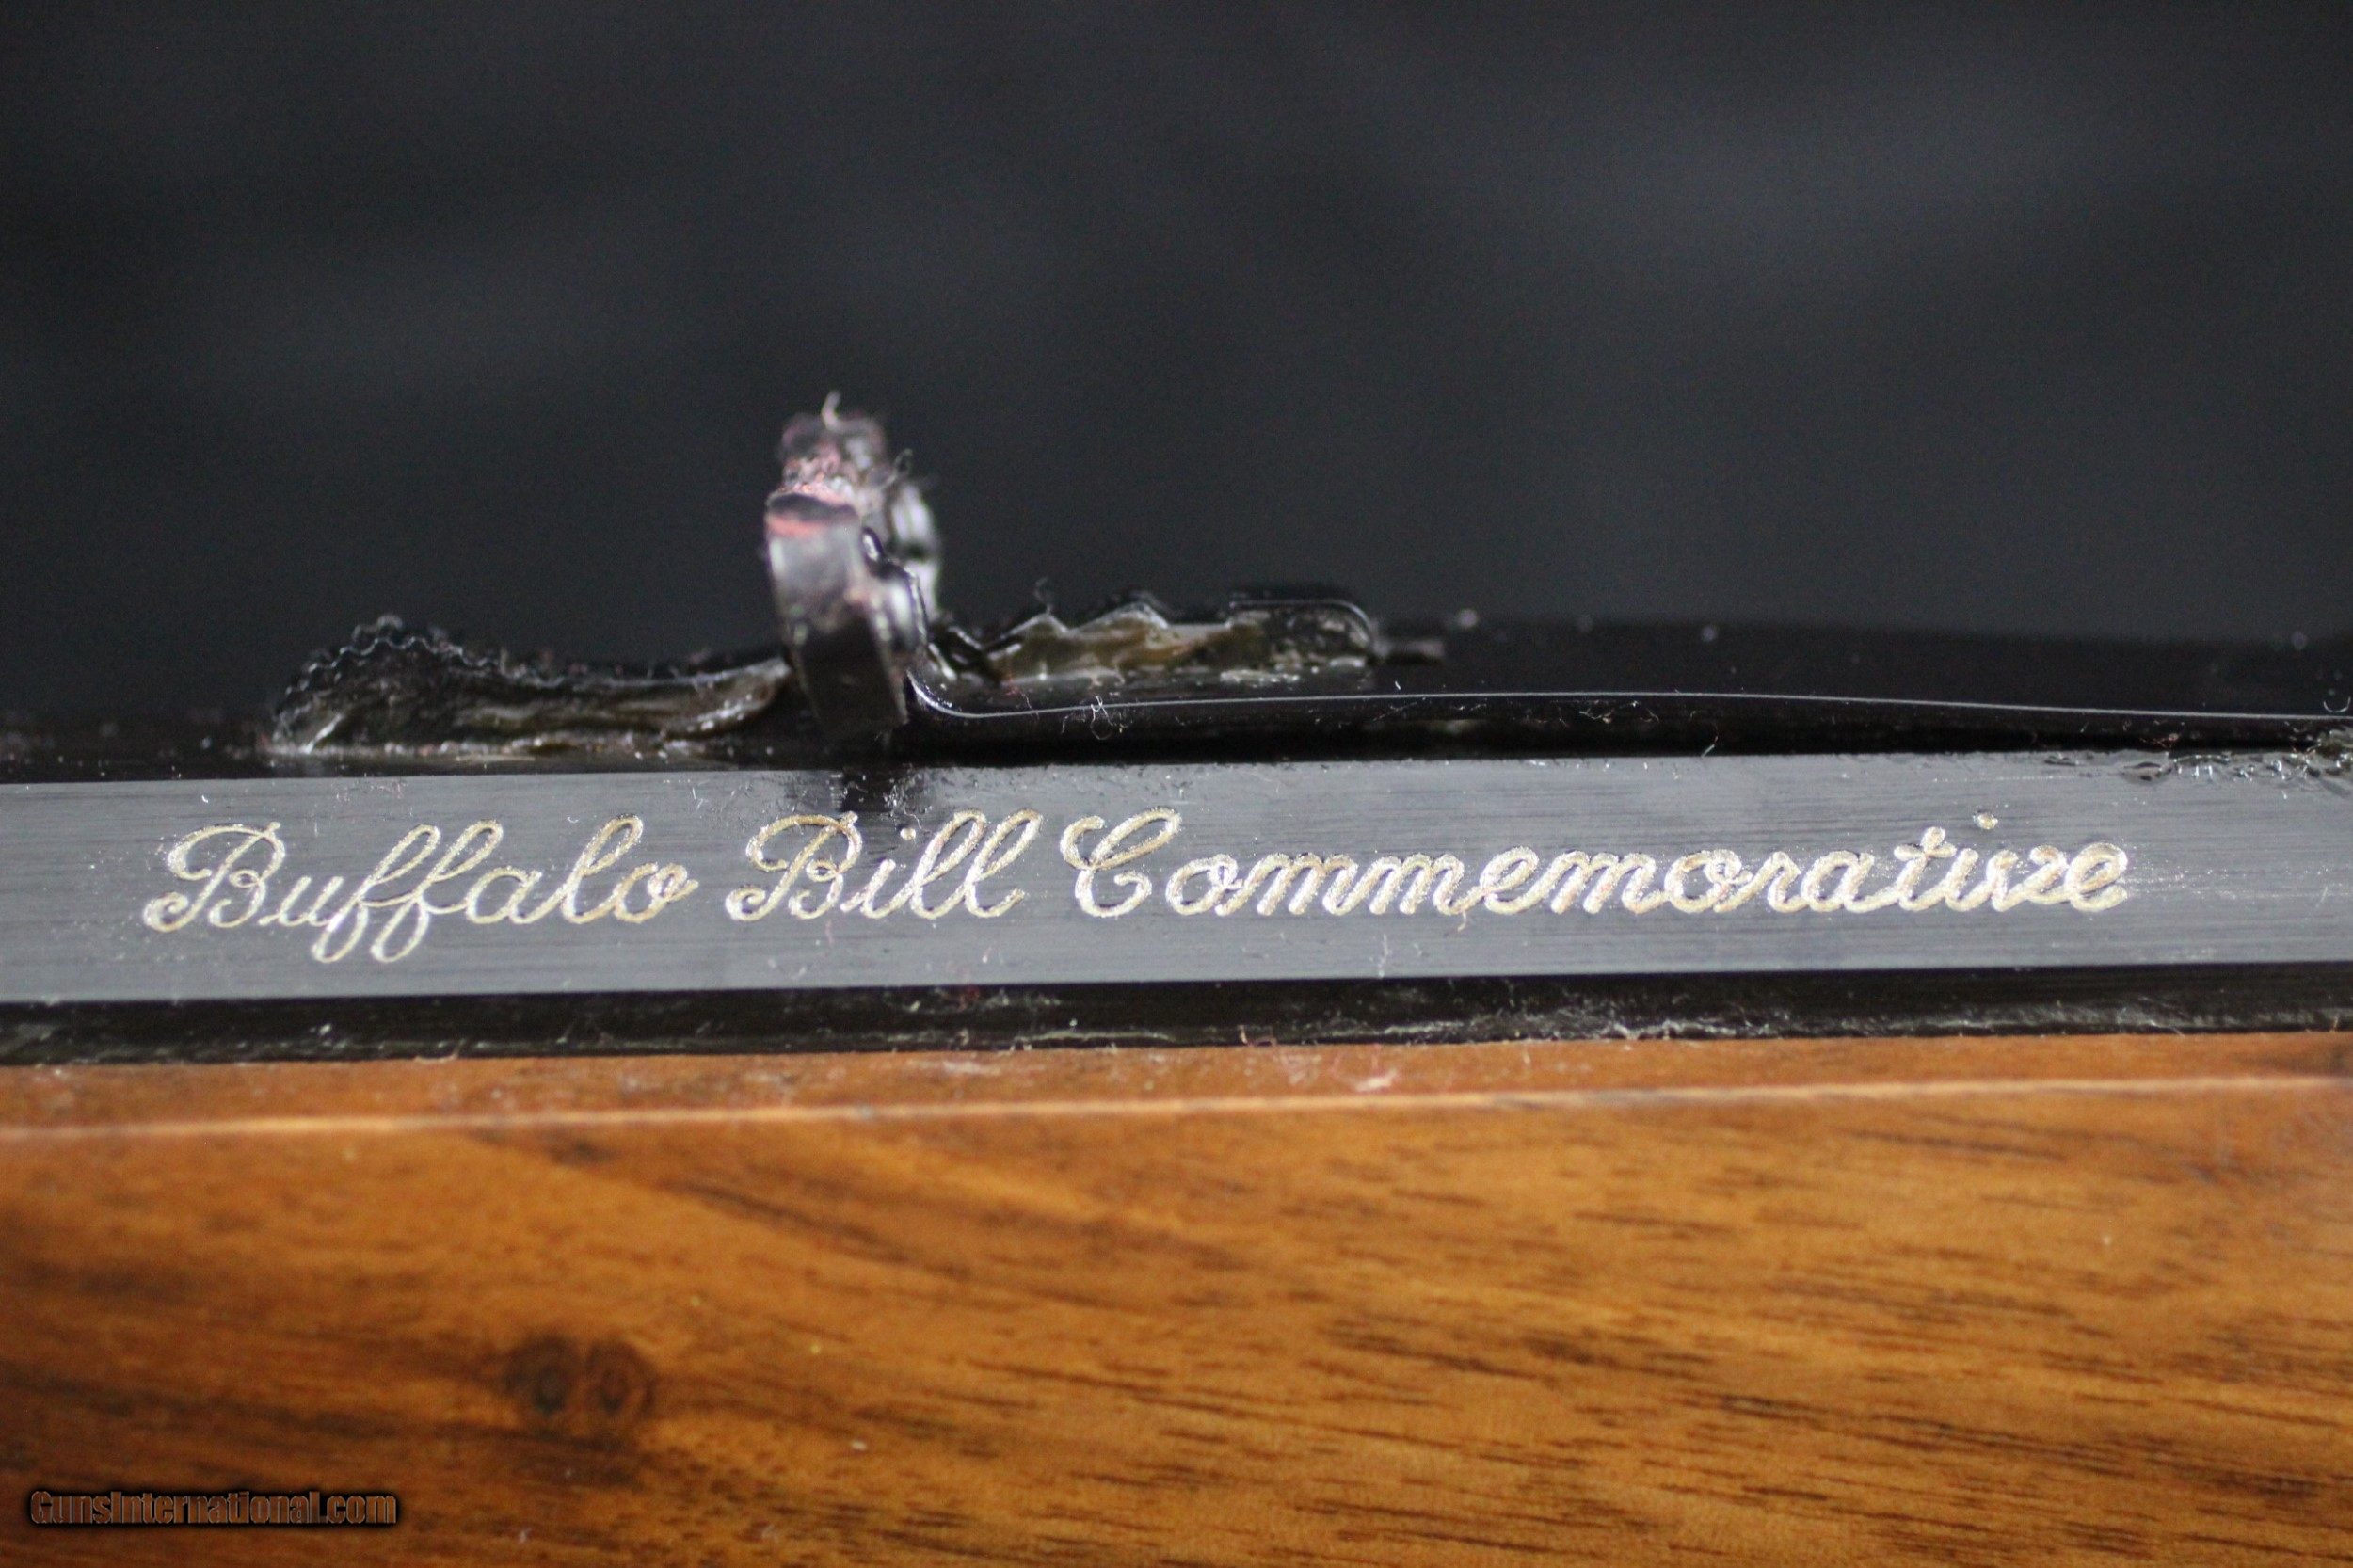 Buffalo Bill Commemorative
GunsInternational.com